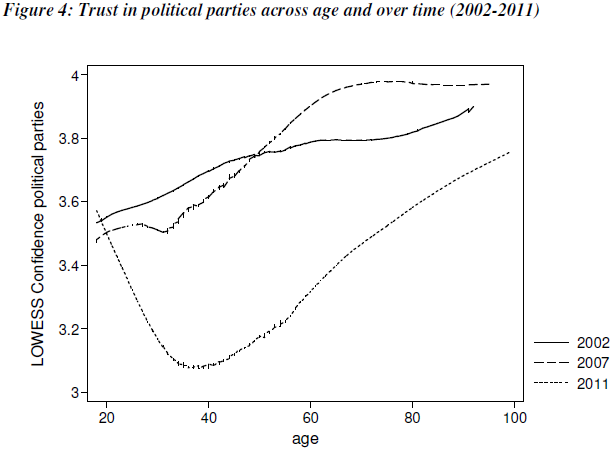 Figure 4: Trust in political parties across age and over time (2002-2011)
LOWESS Confidence political parties
4
3.8
3.6
3.4
3.2
3
20 40 60 80 100
age
2002
2007
2011